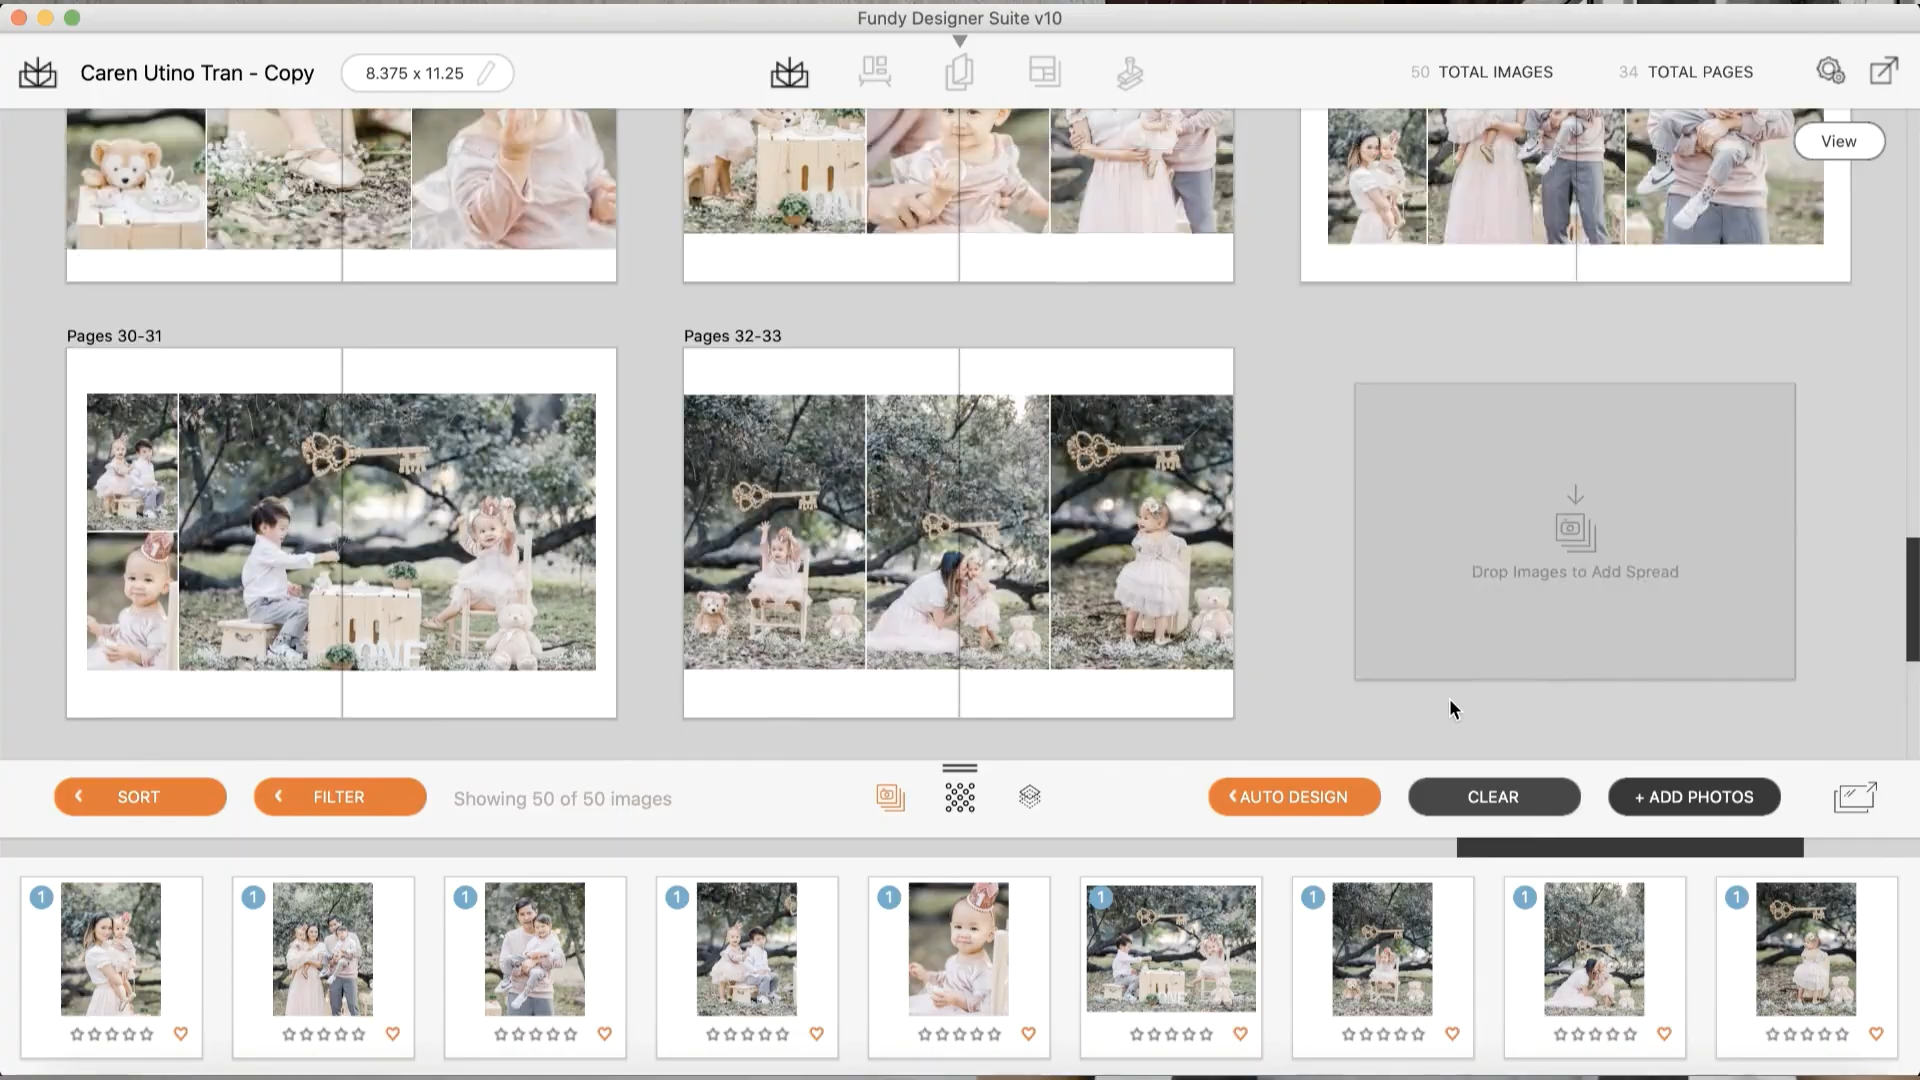 Fundy Designer Suite v10
Caren Utino Tran - Copy
8.375 x 11.25
50 TOTAL IMAGES
34 TOTAL PAGES
View
Pages 30-31
Pages 32-33
ONE
Drop Images to Add Spread
SORT
FILTER
Showing 50 of 50 images
AUTO DESIGN
CLEAR
+ ADD PHOTOS
1
1
1
1
1
1
1
1
1